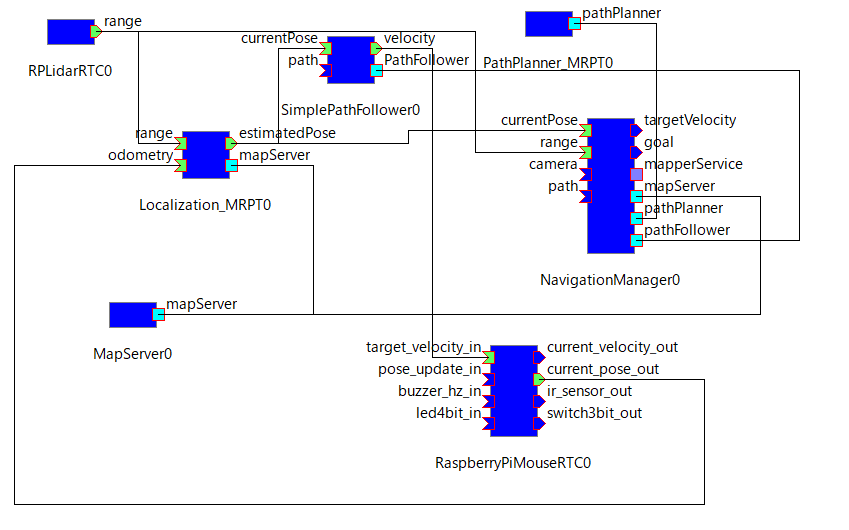 range
RPLidarRTC0
currentPose
path
velocity
PathFollower
SimplePathFollower0
pathPlanner
PathPlanner_MRPT0
range
odometry
estimatedPose
mapServer
Localization_MRPT0
currentPose
range
camera
path
targetVelocity
goal
mapperService
mapServer
pathPlanner
pathFollower
NavigationManager0
mapServer
MapServer0
target_velocity_in
pose_update_in
buzzer_hz_in
led4bit_in
current_velocity_out
current_pose_out
ir_sensor_out
switch3bit_out
RaspberryPiMouseRTC0